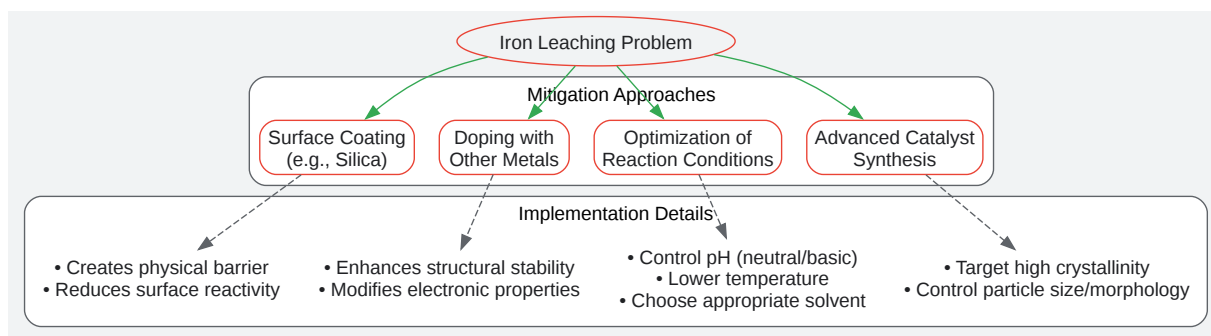 Iron Leaching Problem
Mitigation Approaches
Surface Coating
(e.g., Silica)
Doping with
Other Metals
Optimization of
Reaction Conditions
Advanced Catalyst
Synthesis
Implementation Details
• Creates physical barrier
• Reduces surface reactivity
• Enhances structural stability
• Modifies electronic properties
• Control pH (neutral/basic)
• Lower temperature
• Choose appropriate solvent
• Target high crystallinity
• Control particle size/morphology